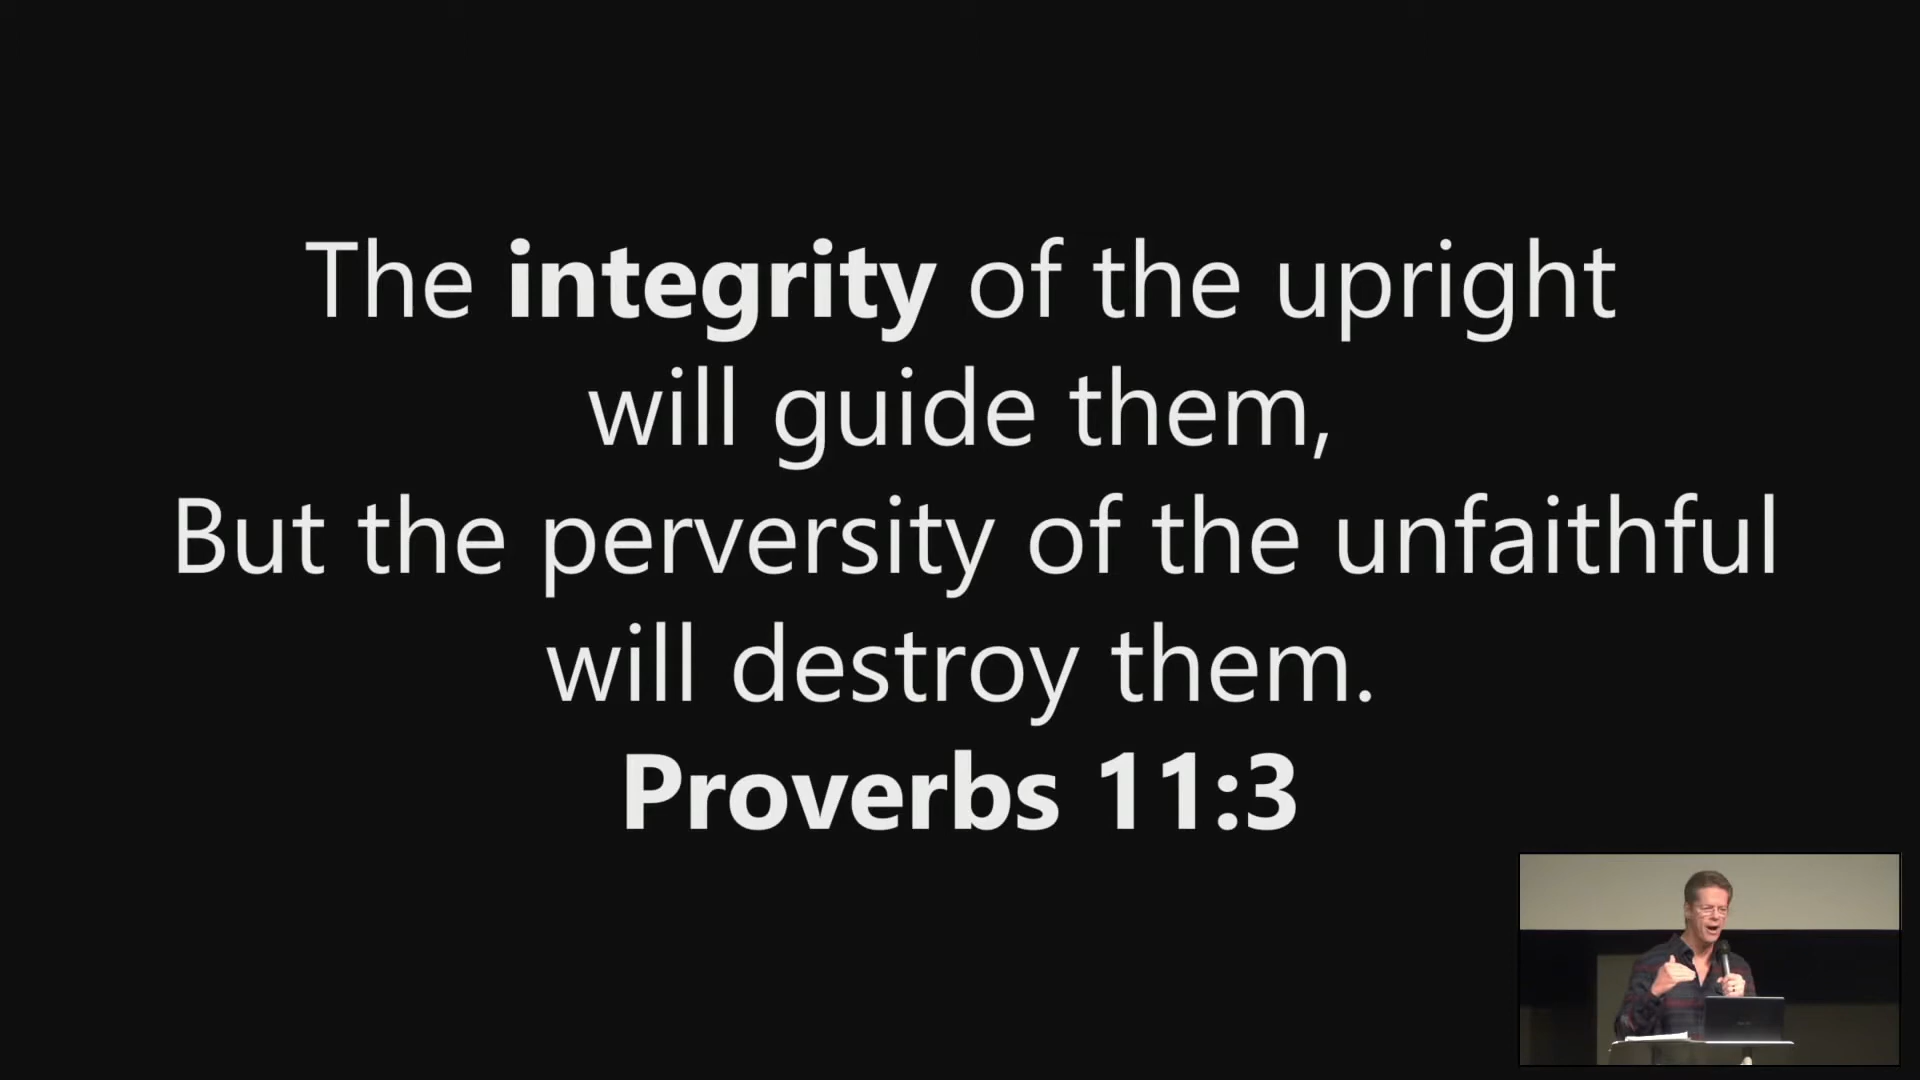 The integrity of the upright
will guide them,
But the perversity of the unfaithful
will destroy them.
Proverbs 11:3